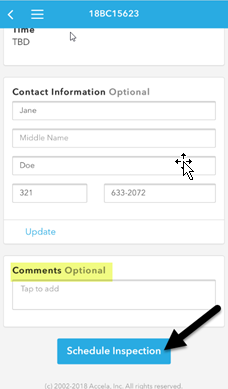 18BC15623
Time
TBD
Contact Information Optional
Jane
Middle Name
Doe
321 633-2072
Update
Comments Optional
Tap to add
Schedule Inspection
(c) 2002-2018 Accela, Inc. All rights reserved.